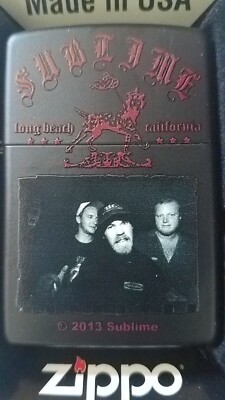 Made in USA
SUBLIME
long beach california
© 2013 Sublime
zippo